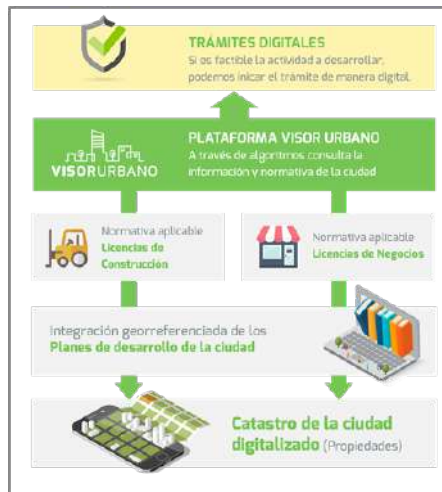 TRÁMITES DIGITALES
Si es factible la actividad a desarrollar,
podemos inicar el trámite de manera digital.
PLATAFORMA VISOR URBANO
A través de algoritmos consulta la
información y normativa de la ciudad
VISORURBANO
Normativa aplicable
Licencias de
Construcción
Normativa aplicable
Licencias de Negocios
Integración georreferenciada de los
Planes de desarrollo de la ciudad
Catastro de la ciudad
digitalizado (Propiedades)